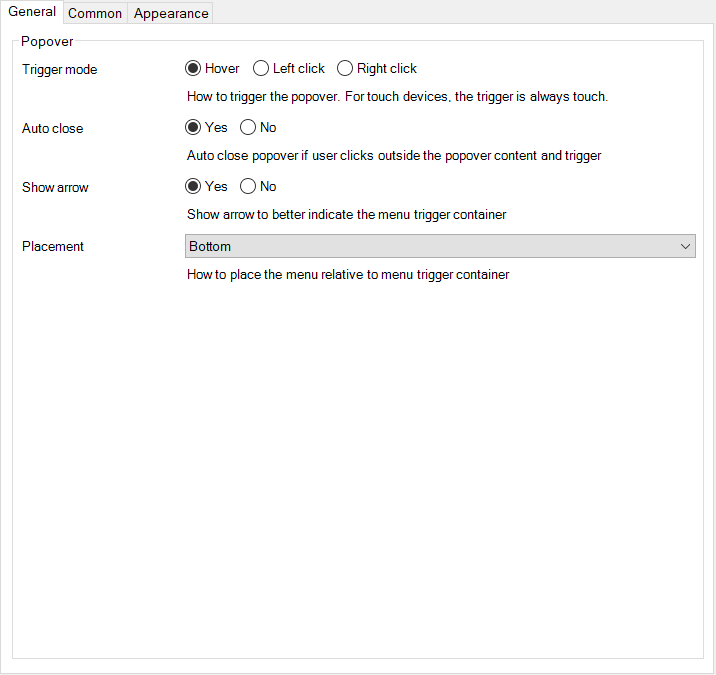 General Common Appearance
Popover
Trigger mode Hover Left click Right click
How to trigger the popover. For touch devices, the trigger is always touch.
Auto close Yes No
Auto close popover if user clicks outside the popover content and trigger
Show arrow Yes No
Show arrow to better indicate the menu trigger container
Placement Bottom
How to place the menu relative to menu trigger container